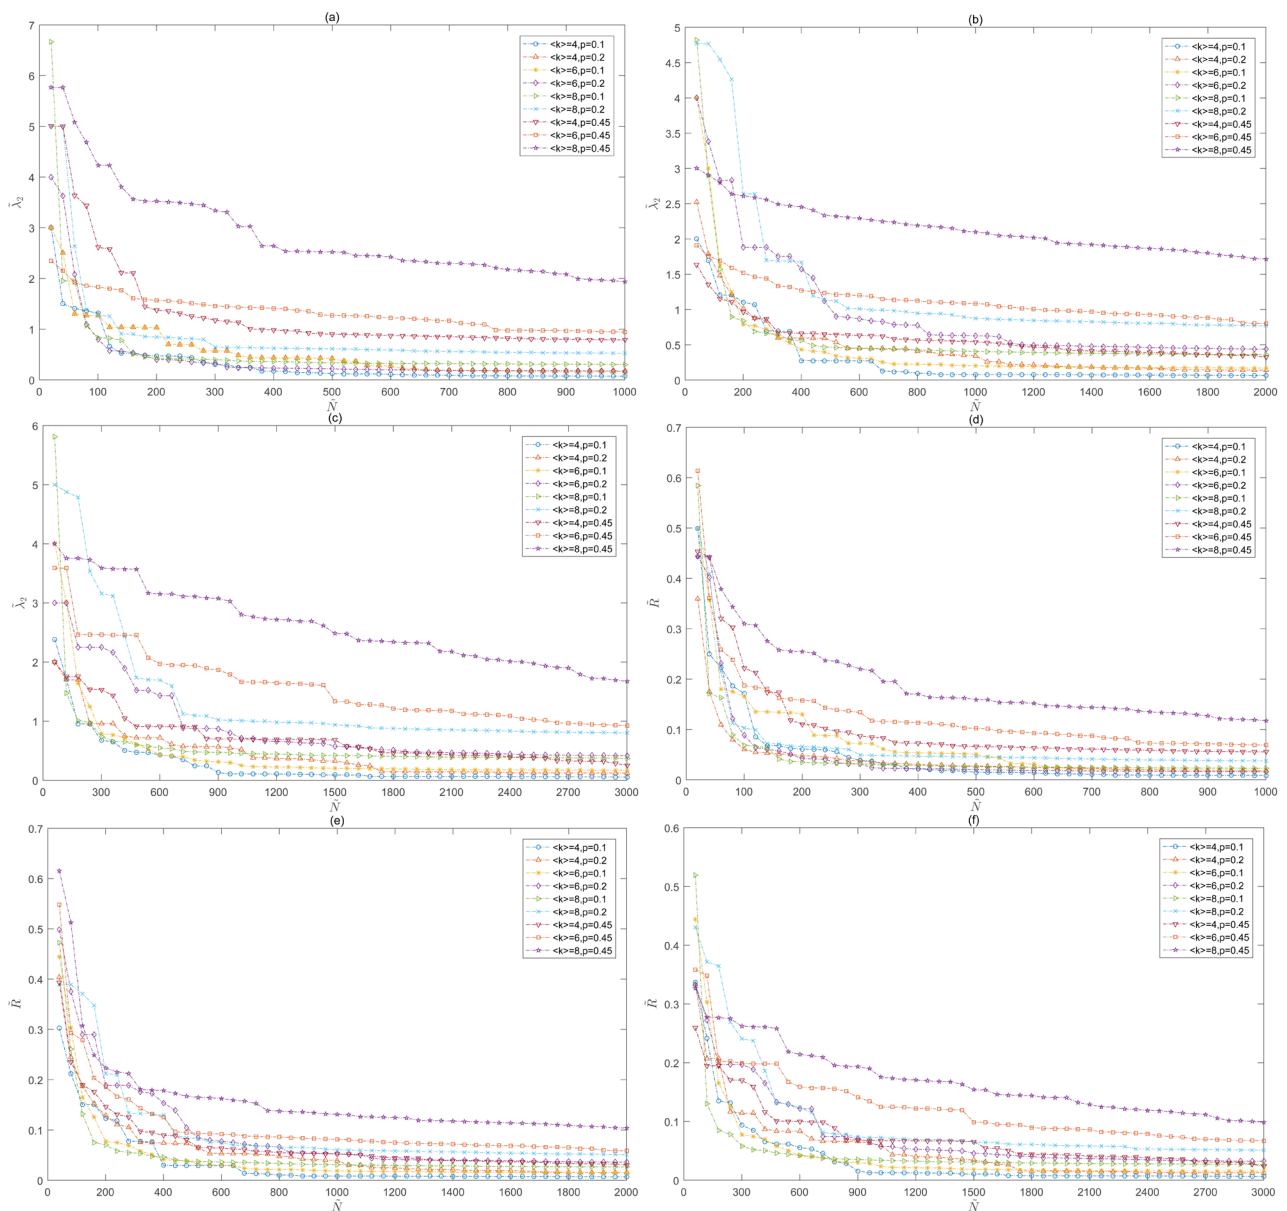 (a)
7
6
5
4
3
2
1
0
λ̃₂
0 100 200 300 400 500 600 700 800 900 1000
Ñ
<k>=4,p=0.1
<k>=4,p=0.2
<k>=6,p=0.1
<k>=6,p=0.2
<k>=8,p=0.1
<k>=8,p=0.2
<k>=4,p=0.45
<k>=6,p=0.45
<k>=8,p=0.45
(b)
5
4.5
4
3.5
3
2.5
2
1.5
1
0.5
0
λ̃₂
0 200 400 600 800 1000 1200 1400 1600 1800 2000
Ñ
<k>=4,p=0.1
<k>=4,p=0.2
<k>=6,p=0.1
<k>=6,p=0.2
<k>=8,p=0.1
<k>=8,p=0.2
<k>=4,p=0.45
<k>=6,p=0.45
<k>=8,p=0.45
(c)
6
5
4
3
2
1
0
λ̃₂
0 300 600 900 1200 1500 1800 2100 2400 2700 3000
Ñ
<k>=4,p=0.1
<k>=4,p=0.2
<k>=6,p=0.1
<k>=6,p=0.2
<k>=8,p=0.1
<k>=8,p=0.2
<k>=4,p=0.45
<k>=6,p=0.45
<k>=8,p=0.45
(d)
0.7
0.6
0.5
0.4
0.3
0.2
0.1
0
R̃
0 100 200 300 400 500 600 700 800 900 1000
Ñ
<k>=4,p=0.1
<k>=4,p=0.2
<k>=6,p=0.1
<k>=6,p=0.2
<k>=8,p=0.1
<k>=8,p=0.2
<k>=4,p=0.45
<k>=6,p=0.45
<k>=8,p=0.45
(e)
0.7
0.6
0.5
0.4
0.3
0.2
0.1
0
R̃
0 200 400 600 800 1000 1200 1400 1600 1800 2000
Ñ
<k>=4,p=0.1
<k>=4,p=0.2
<k>=6,p=0.1
<k>=6,p=0.2
<k>=8,p=0.1
<k>=8,p=0.2
<k>=4,p=0.45
<k>=6,p=0.45
<k>=8,p=0.45
(f)
0.6
0.5
0.4
0.3
0.2
0.1
0
R̃
0 300 600 900 1200 1500 1800 2100 2400 2700 3000
Ñ
<k>=4,p=0.1
<k>=4,p=0.2
<k>=6,p=0.1
<k>=6,p=0.2
<k>=8,p=0.1
<k>=8,p=0.2
<k>=4,p=0.45
<k>=6,p=0.45
<k>=8,p=0.45